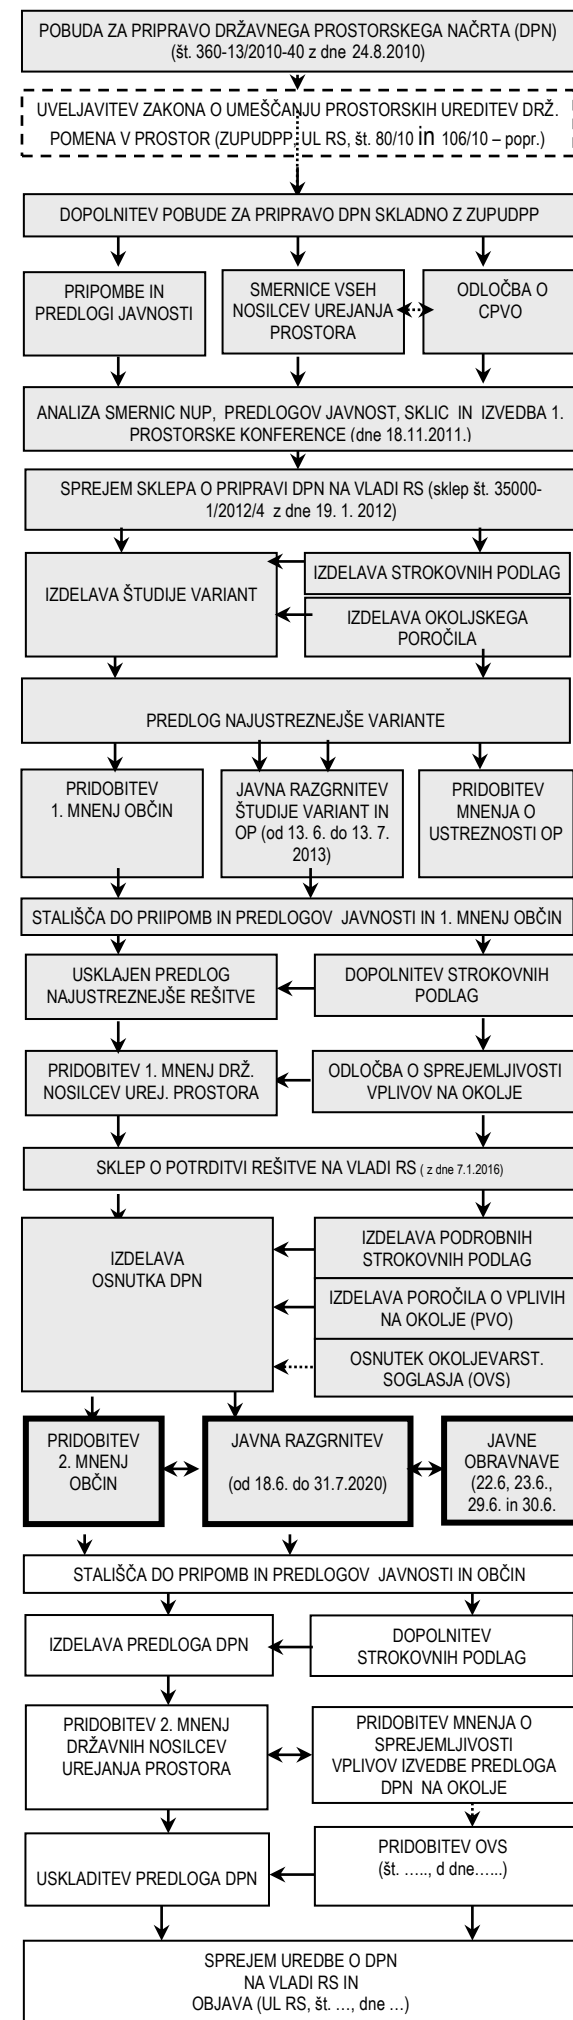 POBUDA ZA PRIPRAVO DRŽAVNEGA PROSTORSKEGA NAČRTA (DPN)
(št. 360-13/2010-40 z dne 24.8.2010)
UVELJAVITEV ZAKONA O UMEŠČANJU PROSTORSKIH UREDITEV DRŽ.
POMENA V PROSTOR (ZUPUDPP, UL RS, št. 80/10 in 106/10 – popr.)
DOPOLNITEV POBUDE ZA PRIPRAVO DPN SKLADNO Z ZUPUDPP
PRIPOMBE IN
PREDLOGI JAVNOSTI
SMERNICE VSEH
NOSILCEV UREJANJA
PROSTORA
ODLOČBA O
CPVO
ANALIZA SMERNIC NUP, PREDLOGOV JAVNOST, SKLIC IN IZVEDBA 1.
PROSTORSKE KONFERENCE (dne 18.11.2011.)
SPREJEM SKLEPA O PRIPRAVI DPN NA VLADI RS (sklep št. 35000-
1/2012/4 z dne 19. 1. 2012)
IZDELAVA ŠTUDIJE VARIANT
IZDELAVA STROKOVNIH PODLAG
IZDELAVA OKOLJSKEGA
POROČILA
PREDLOG NAJUSTREZNEJŠE VARIANTE
PRIDOBITEV
1. MNENJ OBČIN
JAVNA RAZGRNITEV
ŠTUDIJE VARIANT IN
OP (od 13. 6. do 13. 7.
2013)
PRIDOBITEV
MNENJA O
USTREZNOSTI OP
STALIŠČA DO PRIIPOMB IN PREDLOGOV JAVNOSTI IN 1. MNENJ OBČIN
USKLAJEN PREDLOG
NAJUSTREZNEJŠE REŠITVE
DOPOLNITEV STROKOVNIH
PODLAG
PRIDOBITEV 1. MNENJ DRŽ.
NOSILCEV UREJ. PROSTORA
ODLOČBA O SPREJEMLJIVOSTI
VPLIVOV NA OKOLJE
SKLEP O POTRDITVI REŠITVE NA VLADI RS ( z dne 7.1.2016)
IZDELAVA
OSNUTKA DPN
IZDELAVA PODROBNIH
STROKOVNIH PODLAG
IZDELAVA POROČILA O VPLIVIH
NA OKOLJE (PVO)
OSNUTEK OKOLJEVARST.
SOGLASJA (OVS)
PRIDOBITEV
2. MNENJ
OBČIN
JAVNA RAZGRNITEV
(od 18.6. do 31.7.2020)
JAVNE
OBRAVNAVE
(22.6, 23.6.,
29.6. in 30.6.
STALIŠČA DO PRIPOMB IN PREDLOGOV JAVNOSTI IN OBČIN
IZDELAVA PREDLOGA DPN
DOPOLNITEV
STROKOVNIH PODLAG
PRIDOBITEV 2. MNENJ
DRŽAVNIH NOSILCEV
UREJANJA PROSTORA
PRIDOBITEV MNENJA O
SPREJEMLJIVOSTI
VPLIVOV IZVEDBE PREDLOGA
DPN NA OKOLJE
USKLADITEV PREDLOGA DPN
PRIDOBITEV OVS
(št. ….., d dne…...)
SPREJEM UREDBE O DPN
NA VLADI RS IN
OBJAVA (UL RS, št. …, dne …)